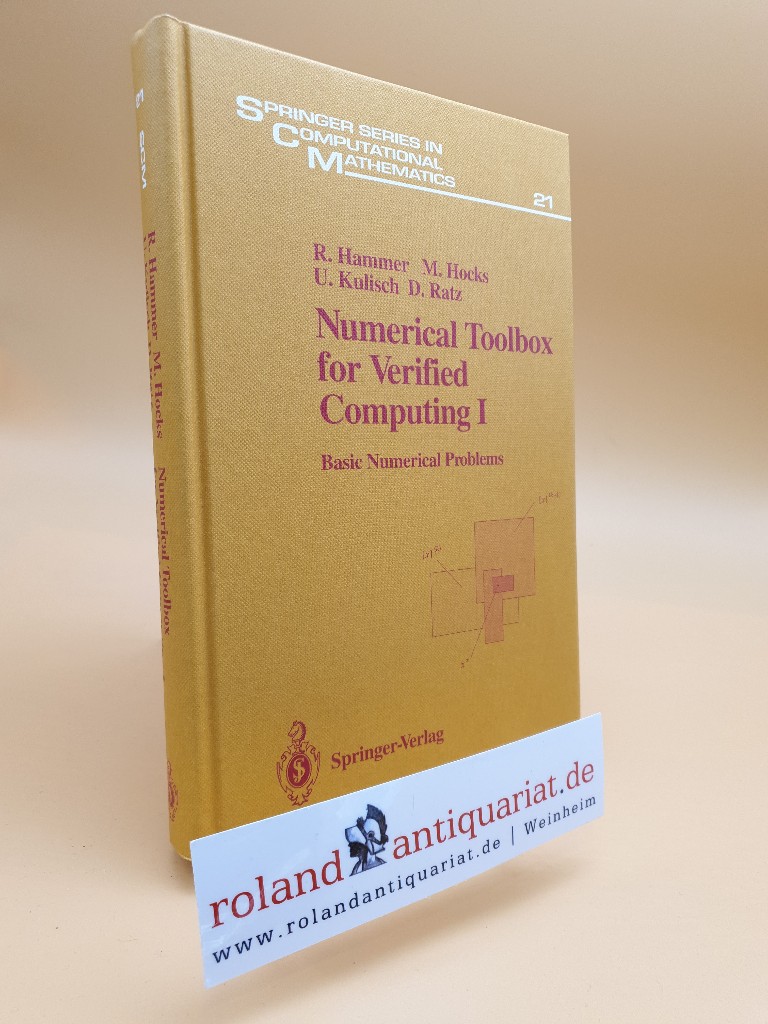 SPRINGER SERIES IN
COMPUTATIONAL
MATHEMATICS
21
R. Hammer M. Hocks
U. Kulisch D. Ratz
Numerical Toolbox
for Verified
Computing I
Basic Numerical Problems
Springer-Verlag
SCM
R. Hammer M. Hocks Numerical Toolbox
roland antiquariat.de
www.rolandantiquariat.de | Weinheim